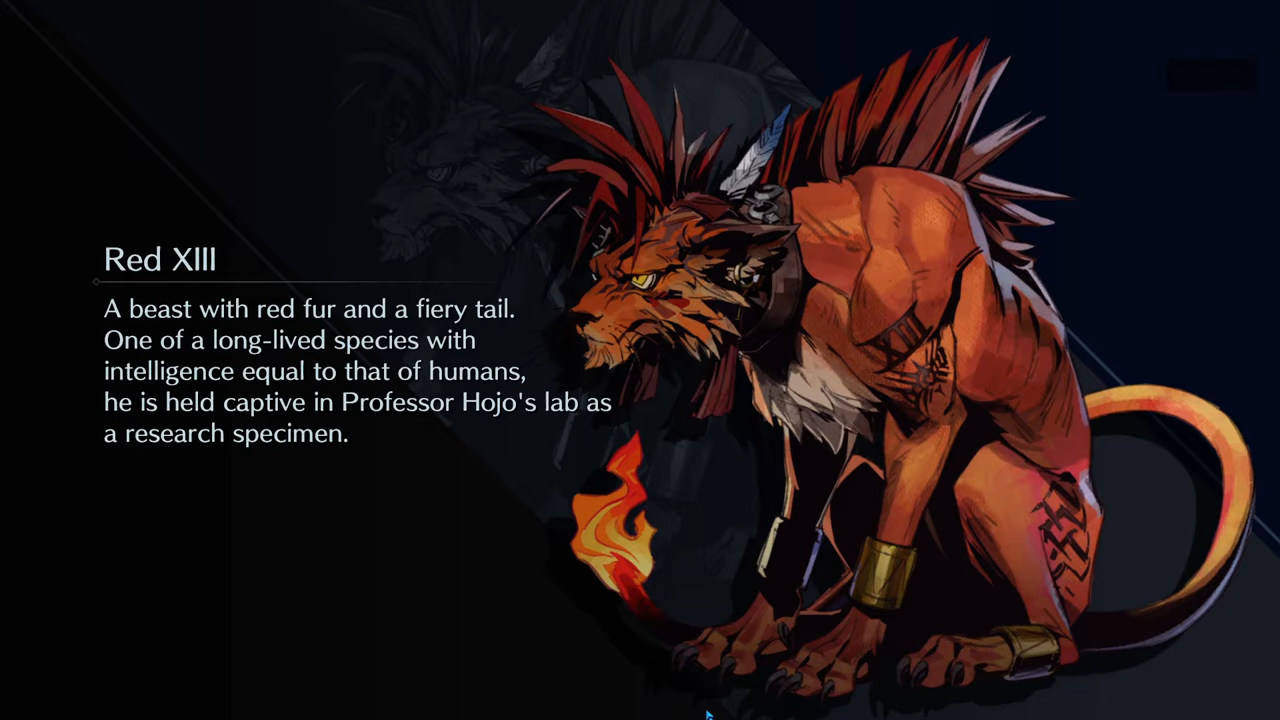 Red XIII
A beast with red fur and a fiery tail.
One of a long-lived species with
intelligence equal to that of humans,
he is held captive in Professor Hojo's lab as
a research specimen.
XIII